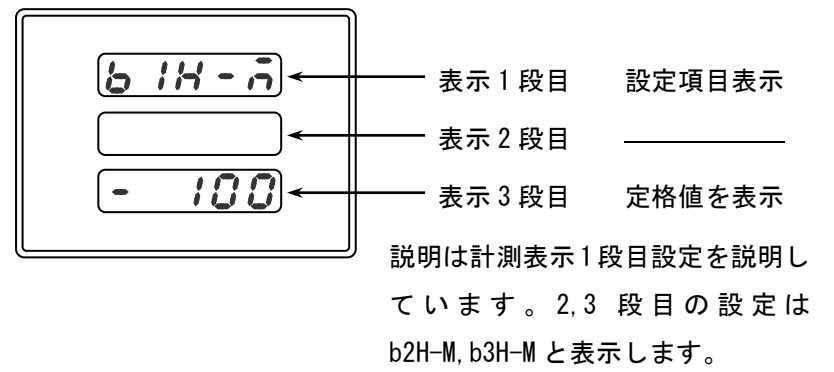 b1H-M 表示1段目 設定項目表示
表示2段目 ―――――
- 100 表示3段目 定格値を表示
説明は計測表示1段目設定を説明し
ています。2,3 段目の設定は
b2H-M,b3H-M と表示します。